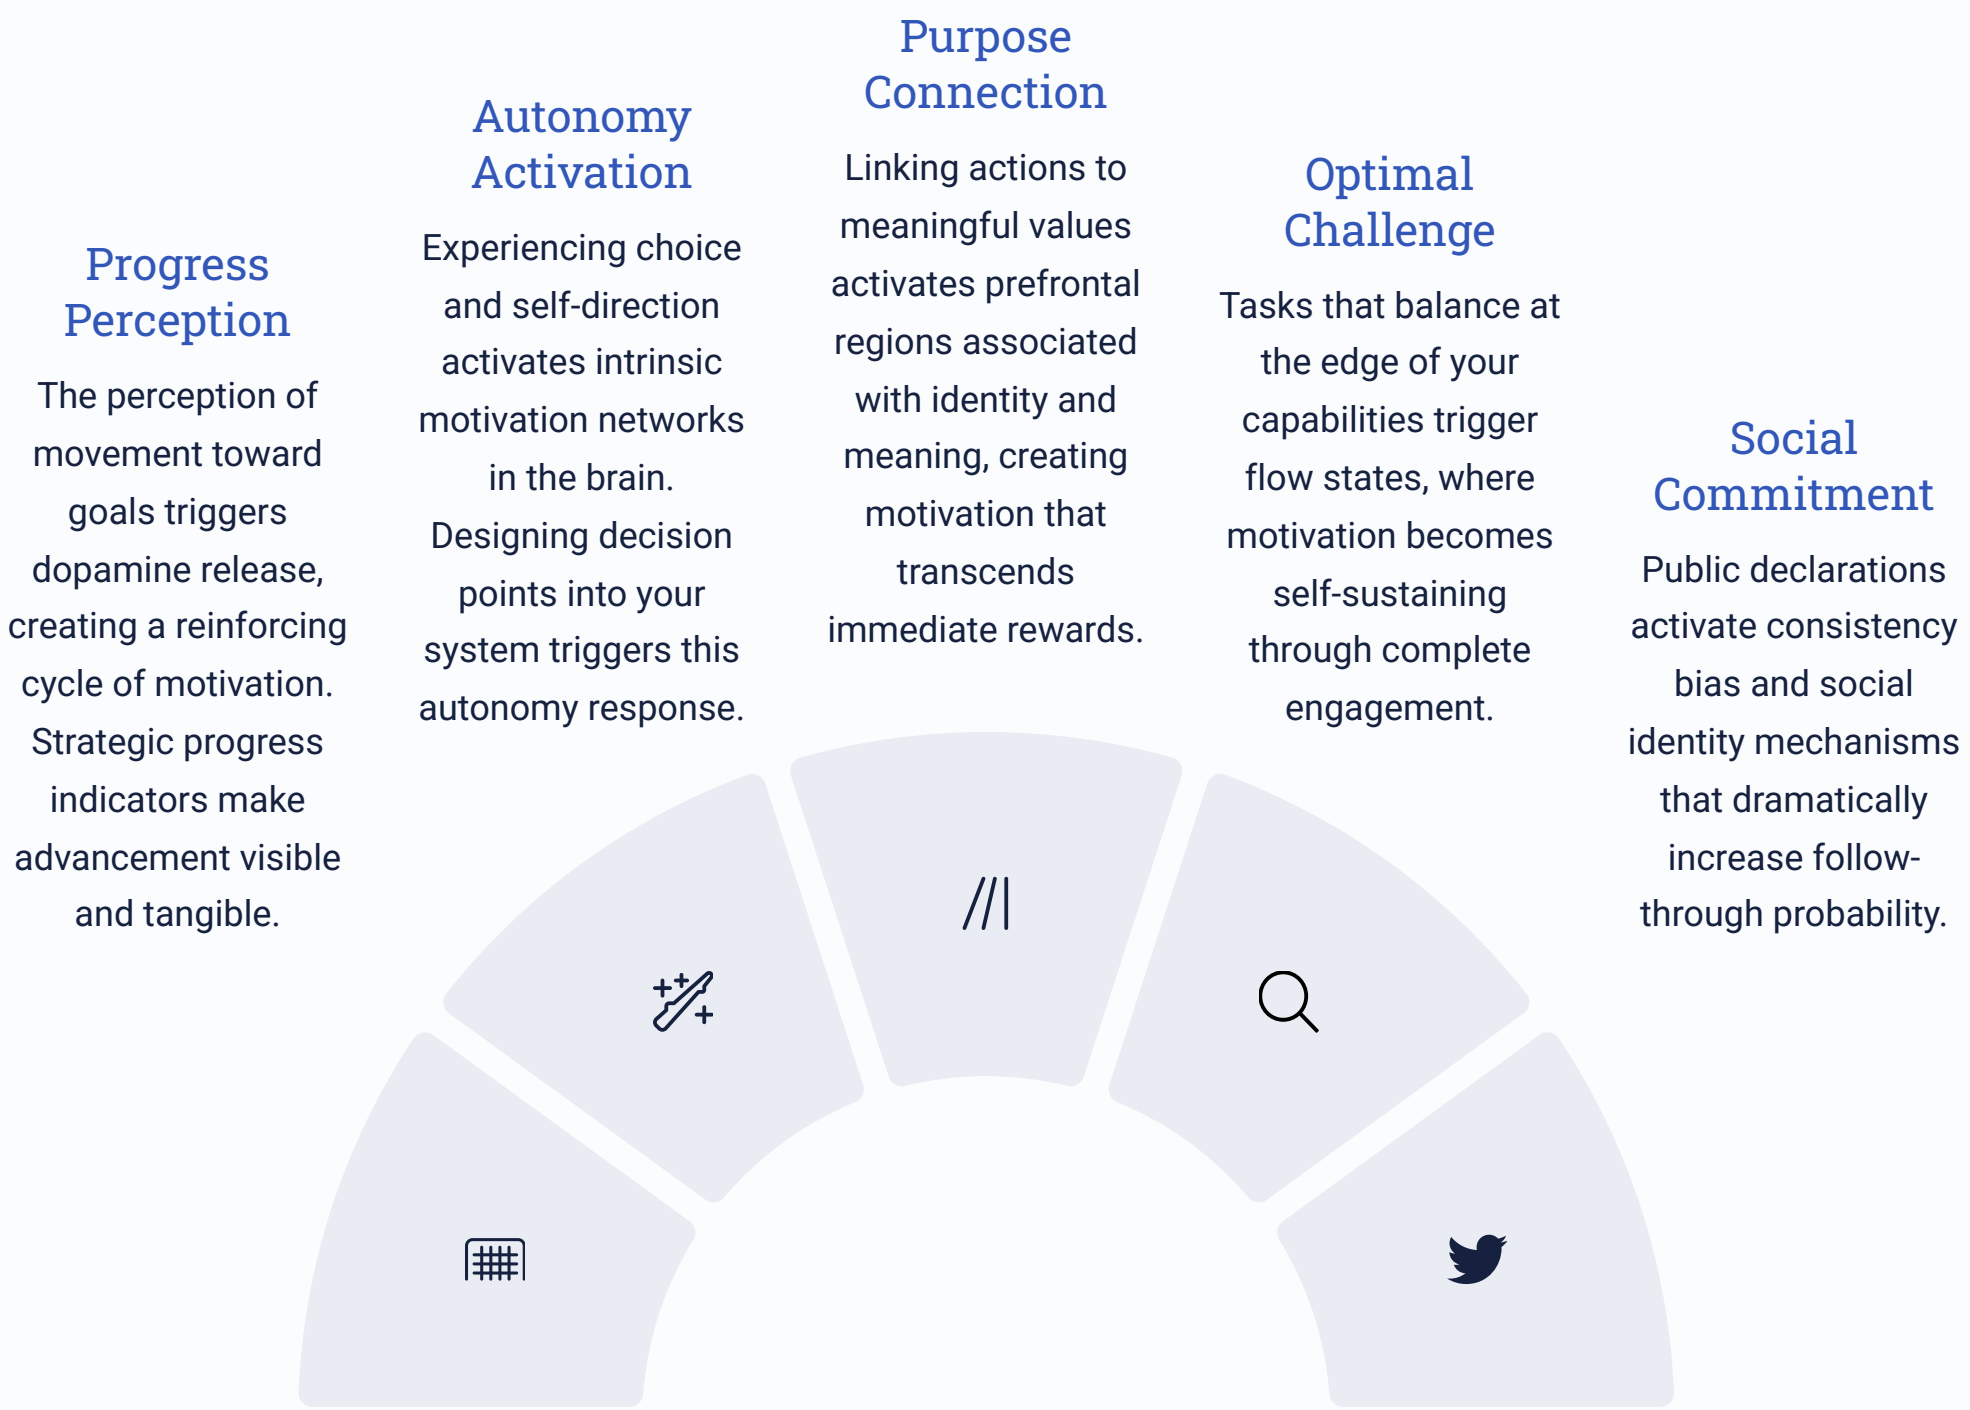 Progress
Perception
The perception of
movement toward
goals triggers
dopamine release,
creating a reinforcing
cycle of motivation.
Strategic progress
indicators make
advancement visible
and tangible.
Autonomy
Activation
Experiencing choice
and self-direction
activates intrinsic
motivation networks
in the brain.
Designing decision
points into your
system triggers this
autonomy response.
Purpose
Connection
Linking actions to
meaningful values
activates prefrontal
regions associated
with identity and
meaning, creating
motivation that
transcends
immediate rewards.
Optimal
Challenge
Tasks that balance at
the edge of your
capabilities trigger
flow states, where
motivation becomes
self-sustaining
through complete
engagement.
Social
Commitment
Public declarations
activate consistency
bias and social
identity mechanisms
that dramatically
increase follow-
through probability.